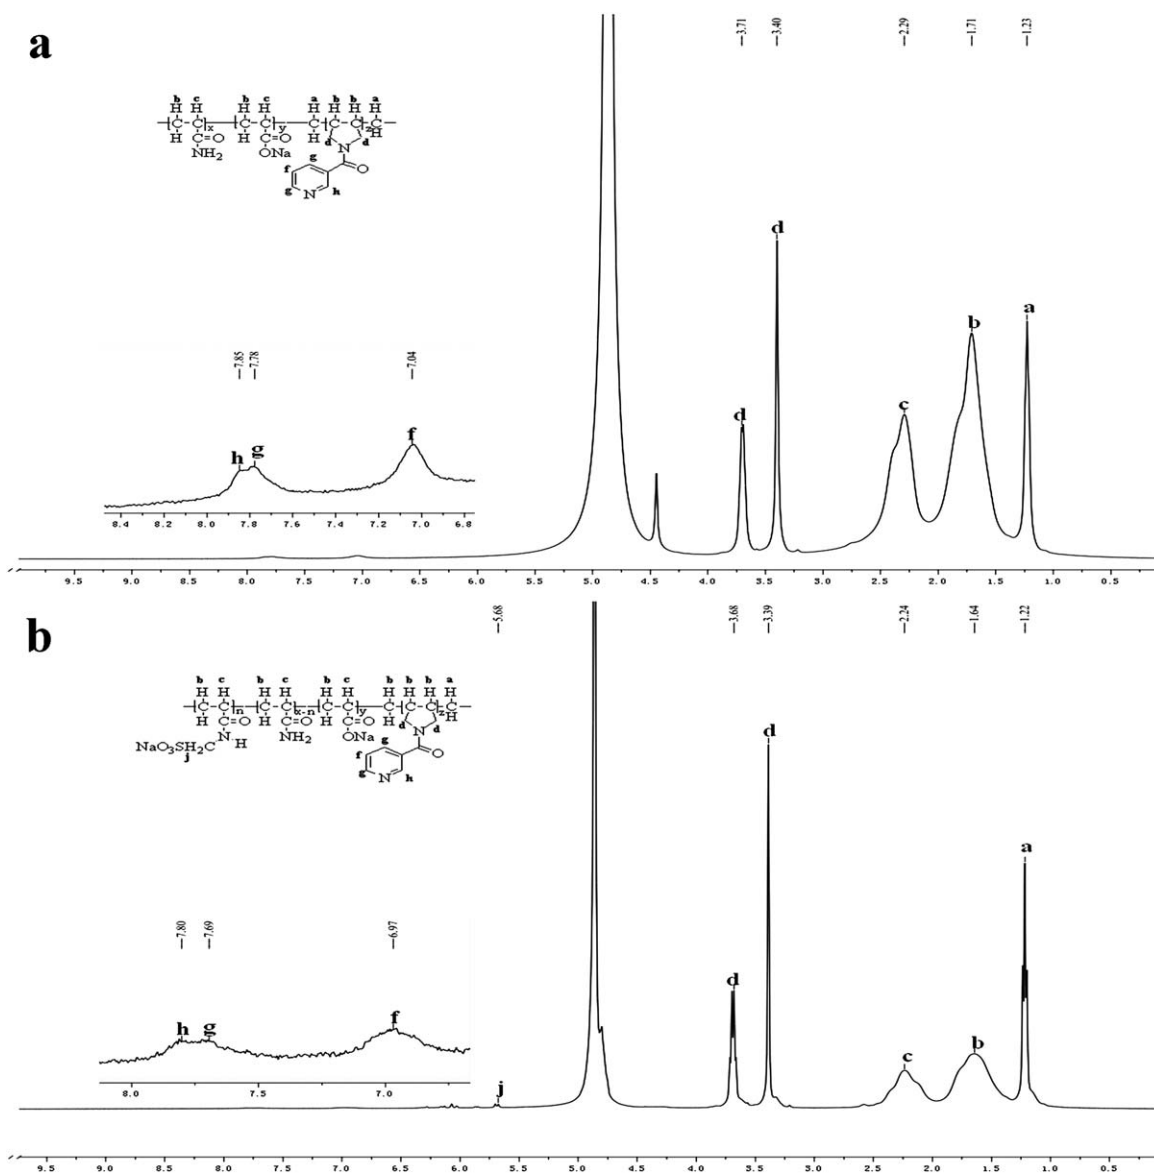 a
3.71 3.40 2.29 1.71 1.23
b c b c a b b a
H H H H H H H H
C C x C C y C C C z C
H C=O H C=O H d d H
NH2 ONa N
f g O
g N h
7.85 7.78 7.04
h g f
8.4 8.2 8.0 7.8 7.6 7.4 7.2 7.0 6.8
d d c b a
9.5 9.0 8.5 8.0 7.5 7.0 6.5 6.0 5.5 5.0 4.5 4.0 3.5 3.0 2.5 2.0 1.5 1.0 0.5
b
5.68 3.68 3.39 2.24 1.64 1.22
b c b c b c b b b a
H H H H H H H H H H
C C n C C x-n C C y C C C z C
H C=O H C=O H C=O H d d H
NaO3SH2C N H NH2 ONa N
j
f g O
g N h
7.80 7.69 6.97
h g f
8.0 7.5 7.0
j d d c b a
9.5 9.0 8.5 8.0 7.5 7.0 6.5 6.0 5.5 5.0 4.5 4.0 3.5 3.0 2.5 2.0 1.5 1.0 0.5